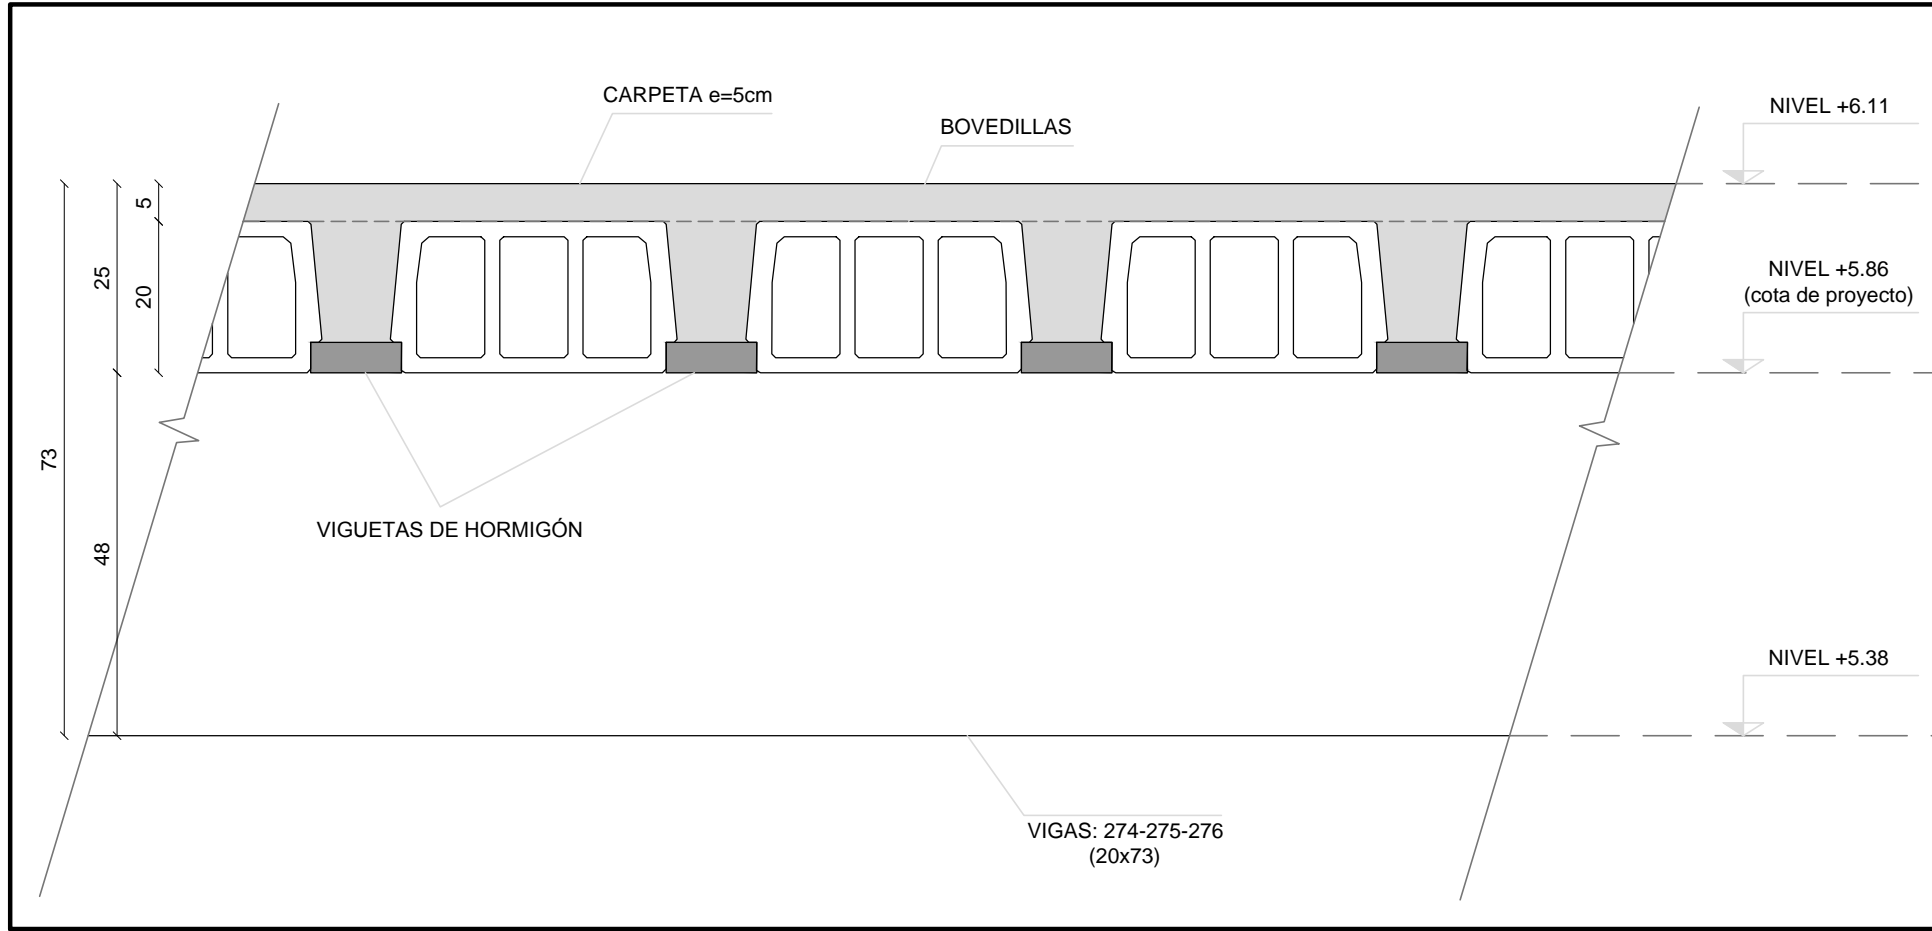 CARPETA e=5cm
BOVEDILLAS
NIVEL +6.11
5
25
20
NIVEL +5.86
(cota de proyecto)
73
48
VIGUETAS DE HORMIGÓN
NIVEL +5.38
VIGAS: 274-275-276
(20x73)